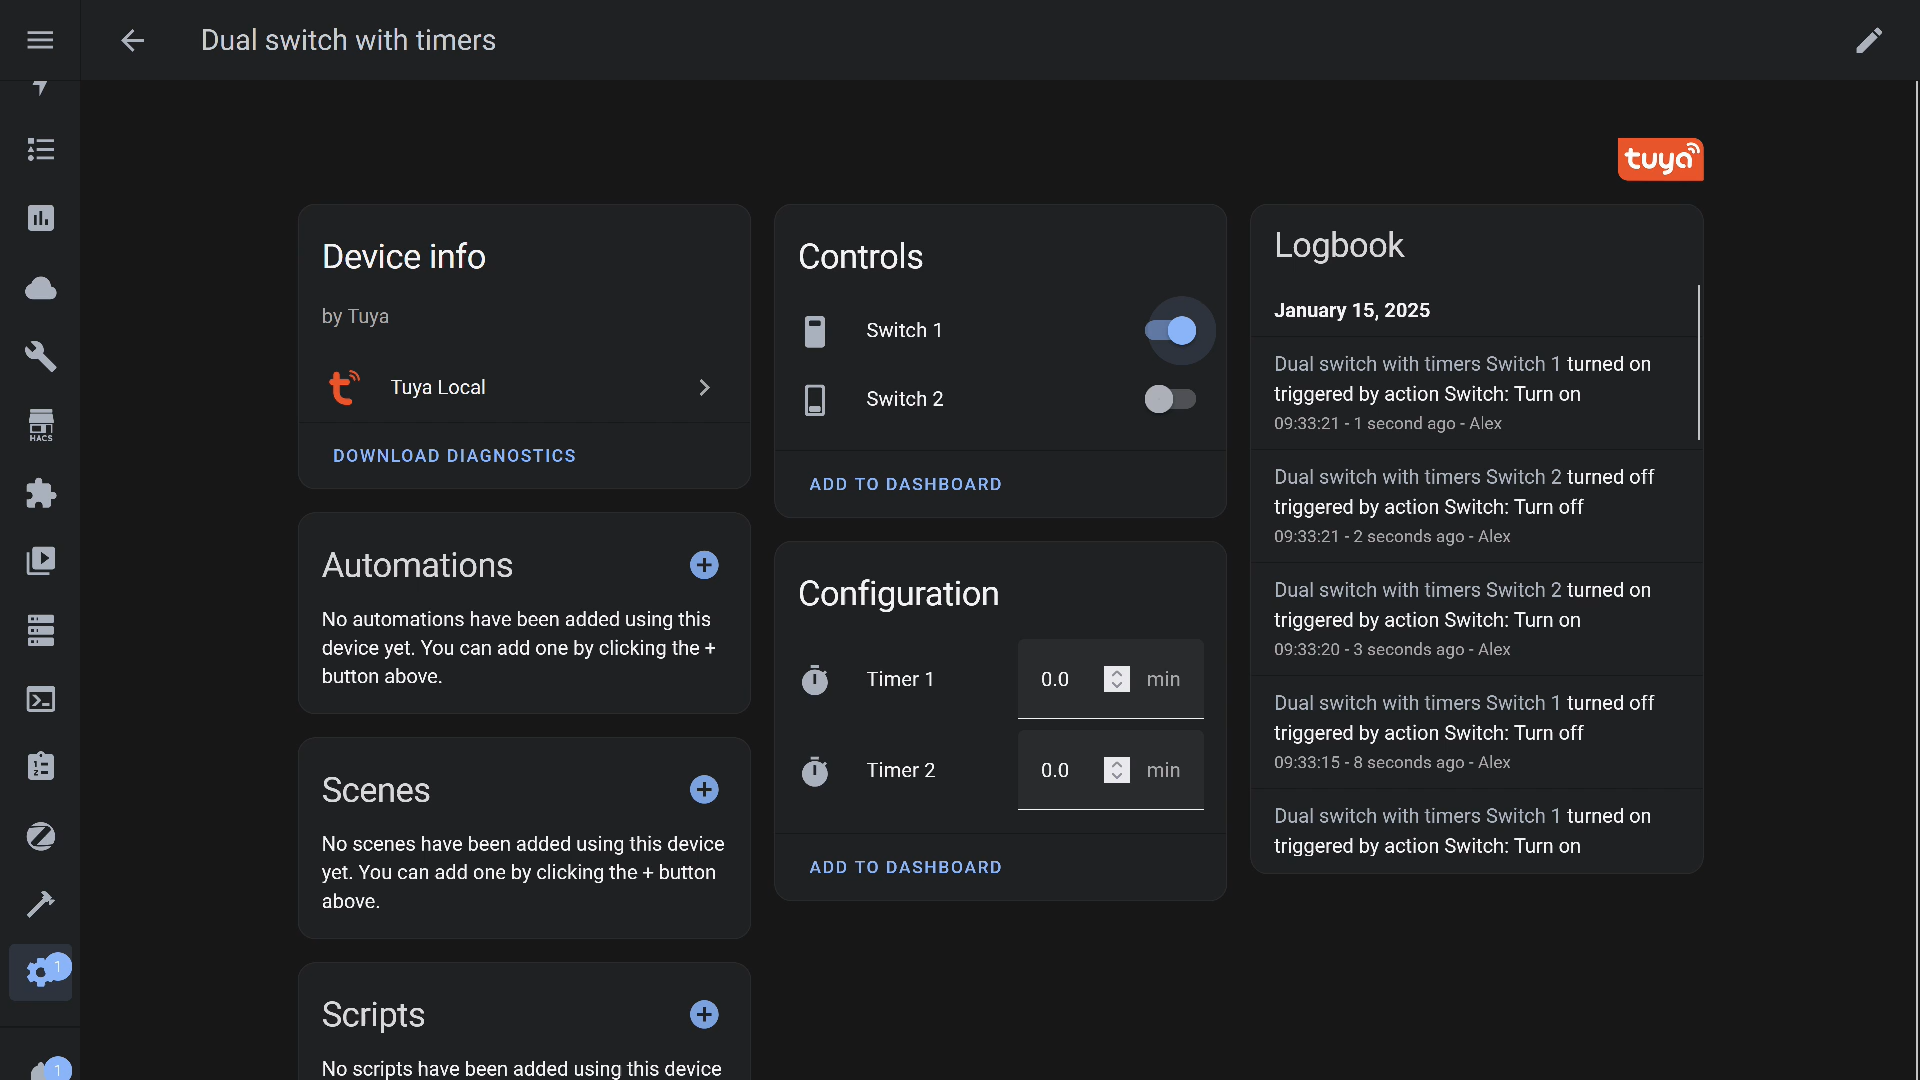 Dual switch with timers
tuya
Device info
by Tuya
Tuya Local
DOWNLOAD DIAGNOSTICS
Automations
No automations have been added using this
device yet. You can add one by clicking the +
button above.
Scenes
No scenes have been added using this device
yet. You can add one by clicking the + button
above.
Scripts
No scripts have been added using this device
Controls
Switch 1
Switch 2
ADD TO DASHBOARD
Configuration
Timer 1
0.0
min
Timer 2
0.0
min
ADD TO DASHBOARD
Logbook
January 15, 2025
Dual switch with timers Switch 1 turned on
triggered by action Switch: Turn on
09:33:21 - 1 second ago - Alex
Dual switch with timers Switch 2 turned off
triggered by action Switch: Turn off
09:33:21 - 2 seconds ago - Alex
Dual switch with timers Switch 2 turned on
triggered by action Switch: Turn on
09:33:20 - 3 seconds ago - Alex
Dual switch with timers Switch 1 turned off
triggered by action Switch: Turn off
09:33:15 - 8 seconds ago - Alex
Dual switch with timers Switch 1 turned on
triggered by action Switch: Turn on
HACS
1
1